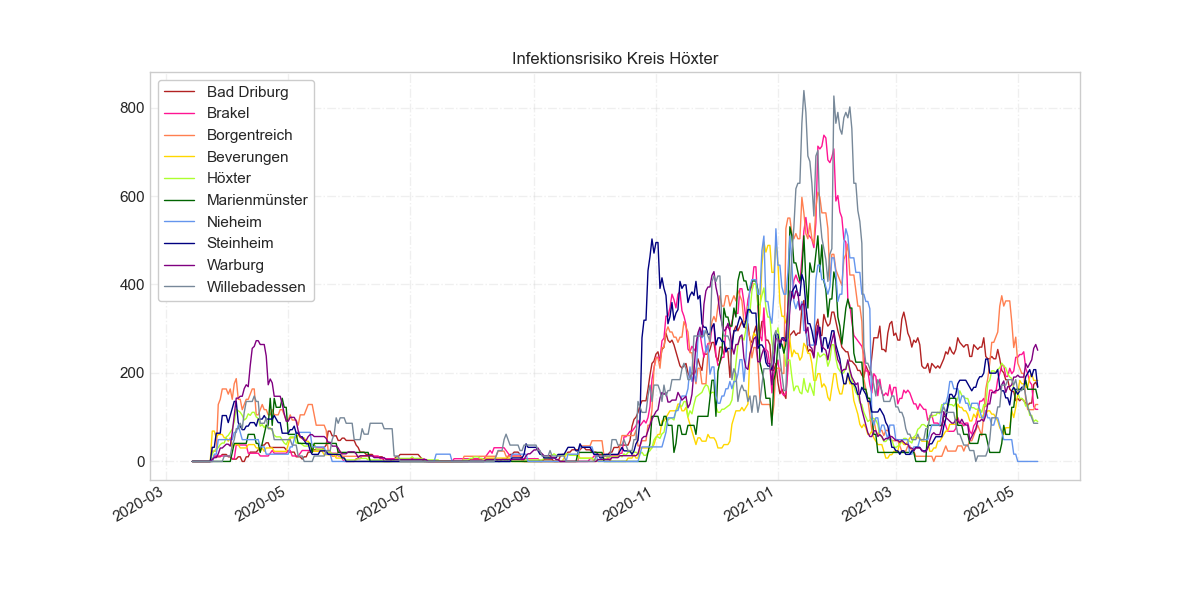 Infektionsrisiko Kreis Höxter
800
600
400
200
0
Bad Driburg
Brakel
Borgentreich
Beverungen
Höxter
Marienmünster
Nieheim
Steinheim
Warburg
Willebadessen
2020-03
2020-05
2020-07
2020-09
2020-11
2021-01
2021-03
2021-05